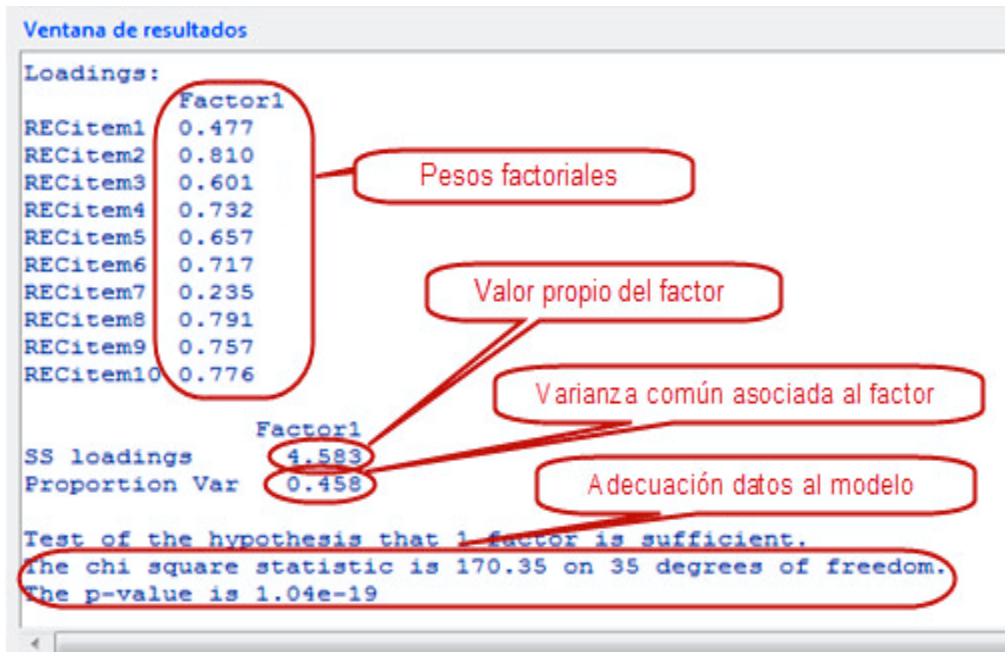 Ventana de resultados
Loadings:
Factor1
RECitem1 0.477
RECitem2 0.810
RECitem3 0.601
RECitem4 0.732
RECitem5 0.657
RECitem6 0.717
RECitem7 0.235
RECitem8 0.791
RECitem9 0.757
RECitem10 0.776
Pesos factoriales
Valor propio del factor
Varianza común asociada al factor
Factor1
SS loadings 4.583
Proportion Var 0.458
Adecuación datos al modelo
Test of the hypothesis that 1 factor is sufficient.
The chi square statistic is 170.35 on 35 degrees of freedom.
The p-value is 1.04e-19